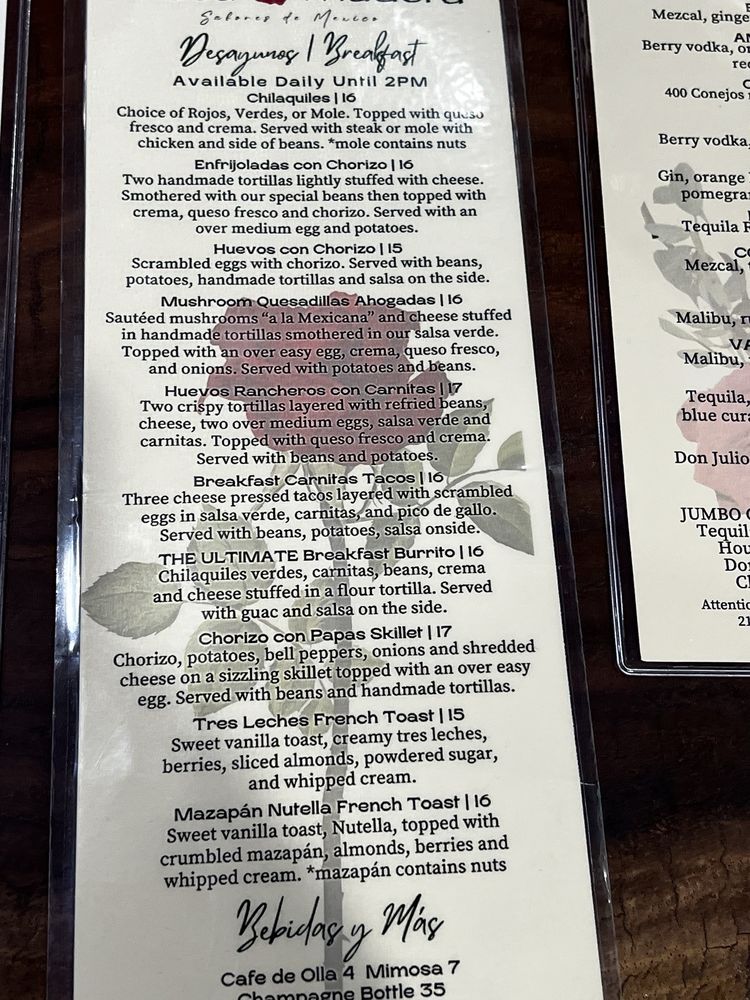 Sabores de Mexico
Desayunos | Breakfast
Available Daily Until 2PM
Chilaquiles | 16
Choice of Rojos, Verdes, or Mole. Topped with queso
fresco and crema. Served with steak or mole with
chicken and side of beans. *mole contains nuts
Enfrijoladas con Chorizo | 16
Two handmade tortillas lightly stuffed with cheese.
Smothered with our special beans then topped with
crema, queso fresco and chorizo. Served with an
over medium egg and potatoes.
Huevos con Chorizo | 15
Scrambled eggs with chorizo. Served with beans,
potatoes, handmade tortillas and salsa on the side.
Mushroom Quesadillas Ahogadas | 16
Sautéed mushrooms “a la Mexicana” and cheese stuffed
in handmade tortillas smothered in our salsa verde.
Topped with an over easy egg, crema, queso fresco,
and onions. Served with potatoes and beans.
Huevos Rancheros con Carnitas | 17
Two crispy tortillas layered with refried beans,
cheese, two over medium eggs, salsa verde and
carnitas. Topped with queso fresco and crema.
Served with beans and potatoes.
Breakfast Carnitas Tacos | 16
Three cheese pressed tacos layered with scrambled
eggs in salsa verde, carnitas, and pico de gallo.
Served with beans, potatoes, salsa onside.
THE ULTIMATE Breakfast Burrito | 16
Chilaquiles verdes, carnitas, beans, crema
and cheese stuffed in a flour tortilla. Served
with guac and salsa on the side.
Chorizo con Papas Skillet | 17
Chorizo, potatoes, bell peppers, onions and shredded
cheese on a sizzling skillet topped with an over easy
egg. Served with beans and handmade tortillas.
Tres Leches French Toast | 15
Sweet vanilla toast, creamy tres leches,
berries, sliced almonds, powdered sugar,
and whipped cream.
Mazapán Nutella French Toast | 16
Sweet vanilla toast, Nutella, topped with
crumbled mazapán, almonds, berries and
whipped cream. *mazapán contains nuts
Bebidas y Más
Cafe de Olla 4 Mimosa 7
Champagne Bottle 35
Mezcal, ginge
Berry vodka, o
400 Conejos
Berry vodka,
Gin, orange
pomegra
Tequila R
Mezcal,
Malibu, r
Malibu,
Tequila,
blue cura
Don Julio
JUMBO
Tequil
Hou
Do
C
Attentio
21